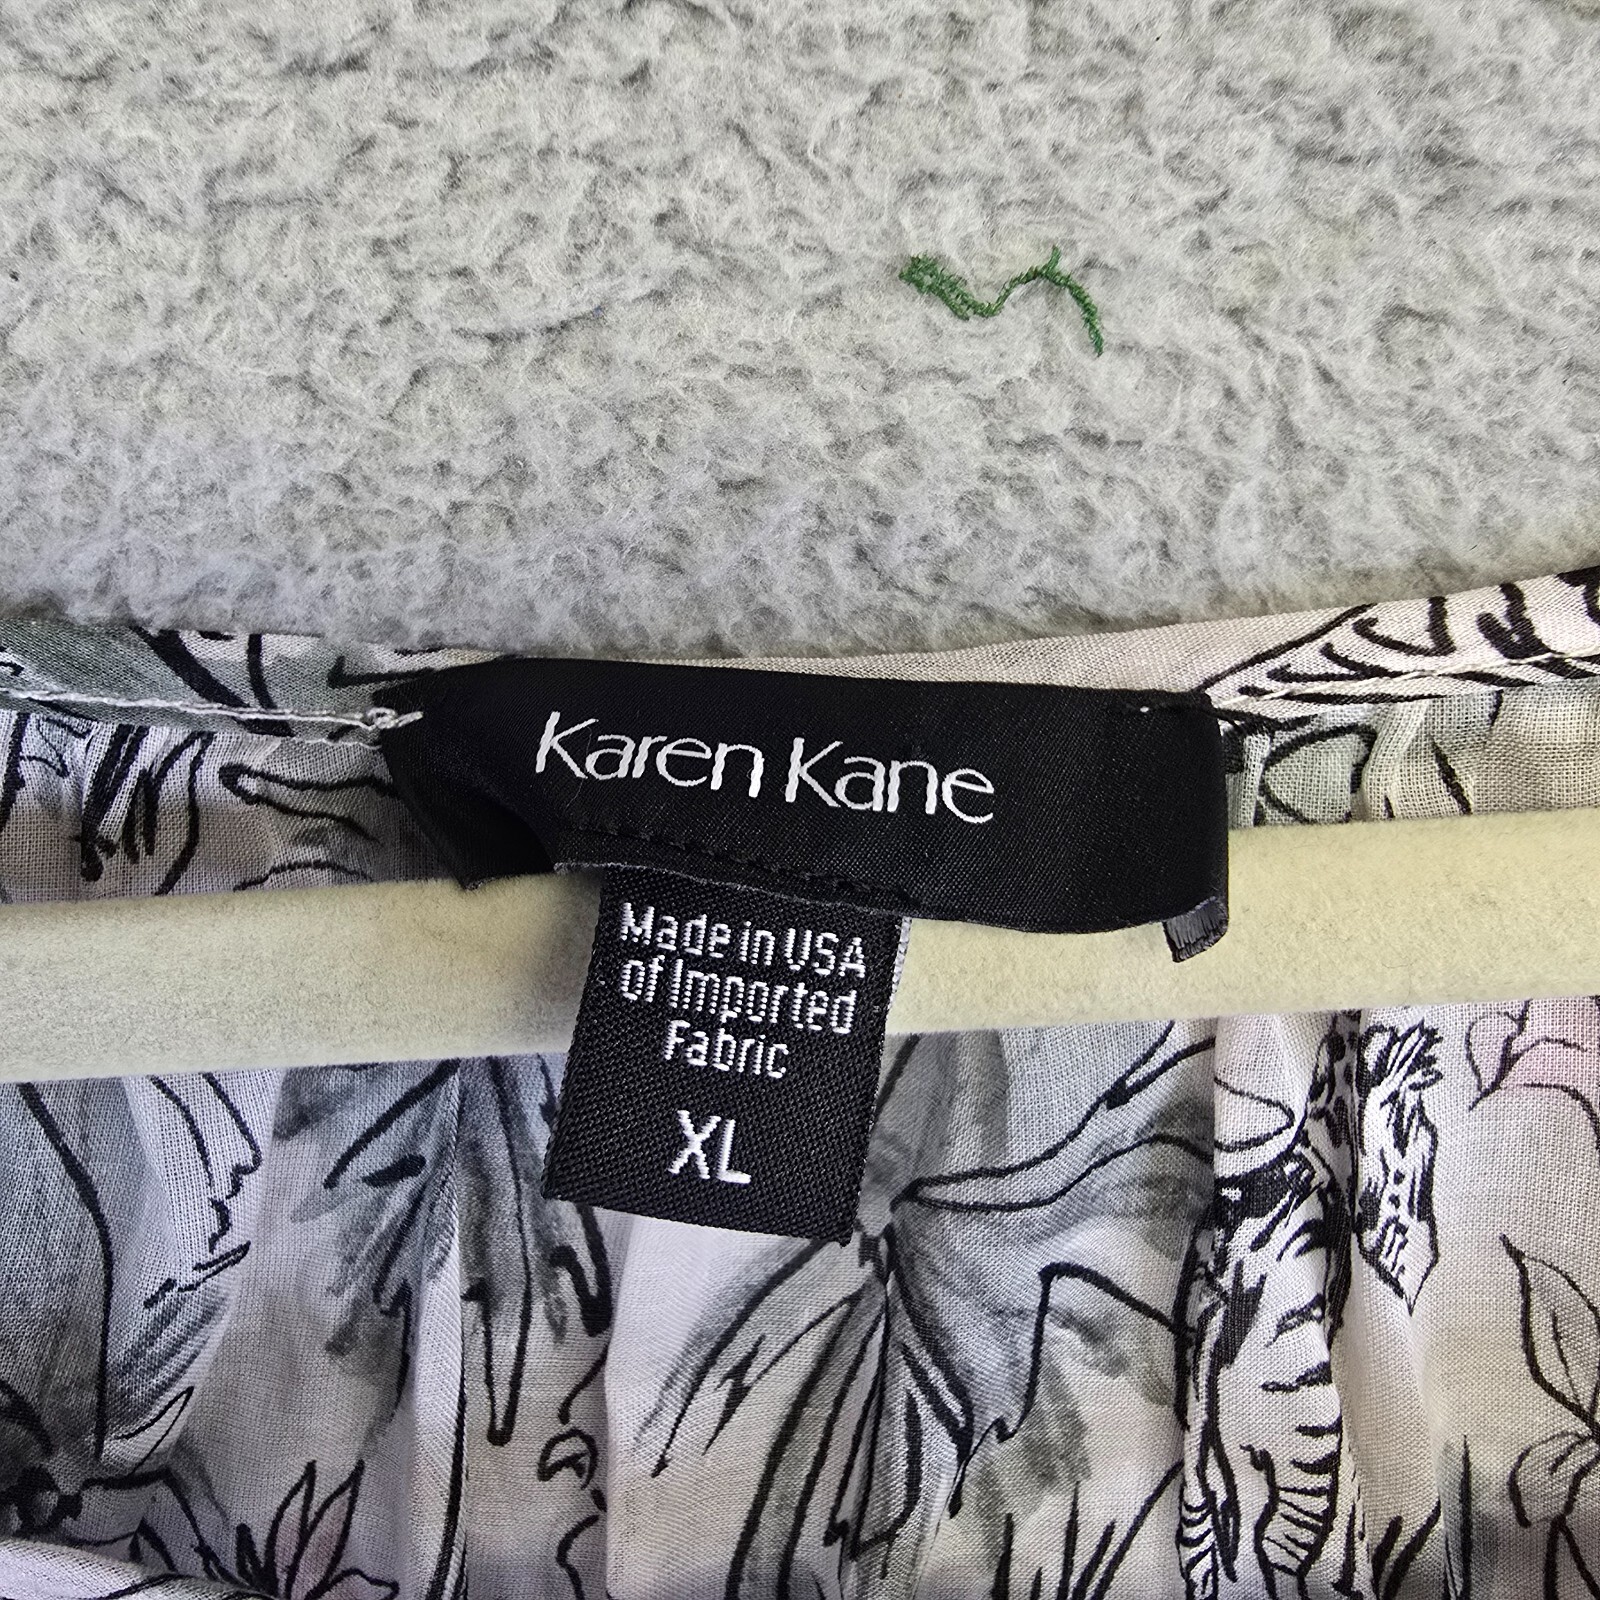 Karen Kane
Made in USA
of Imported
Fabric
XL